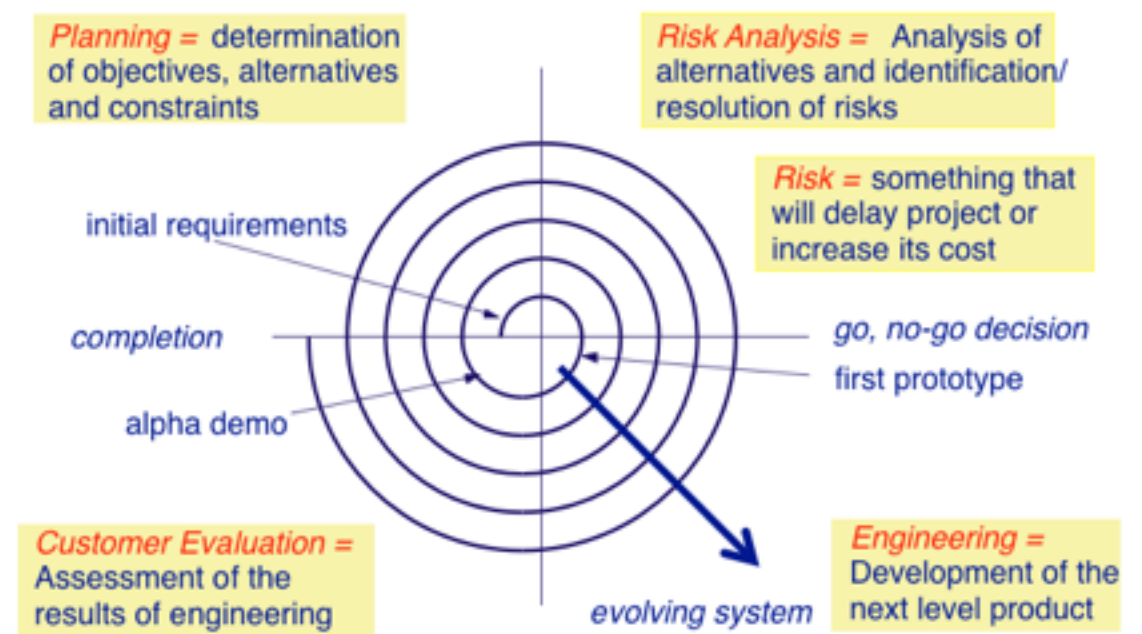 Planning = determination
of objectives, alternatives
and constraints
Risk Analysis = Analysis of
alternatives and identification/
resolution of risks
Risk = something that
will delay project or
increase its cost
initial requirements
completion
go, no-go decision
first prototype
alpha demo
Customer Evaluation =
Assessment of the
results of engineering
evolving system
Engineering =
Development of the
next level product